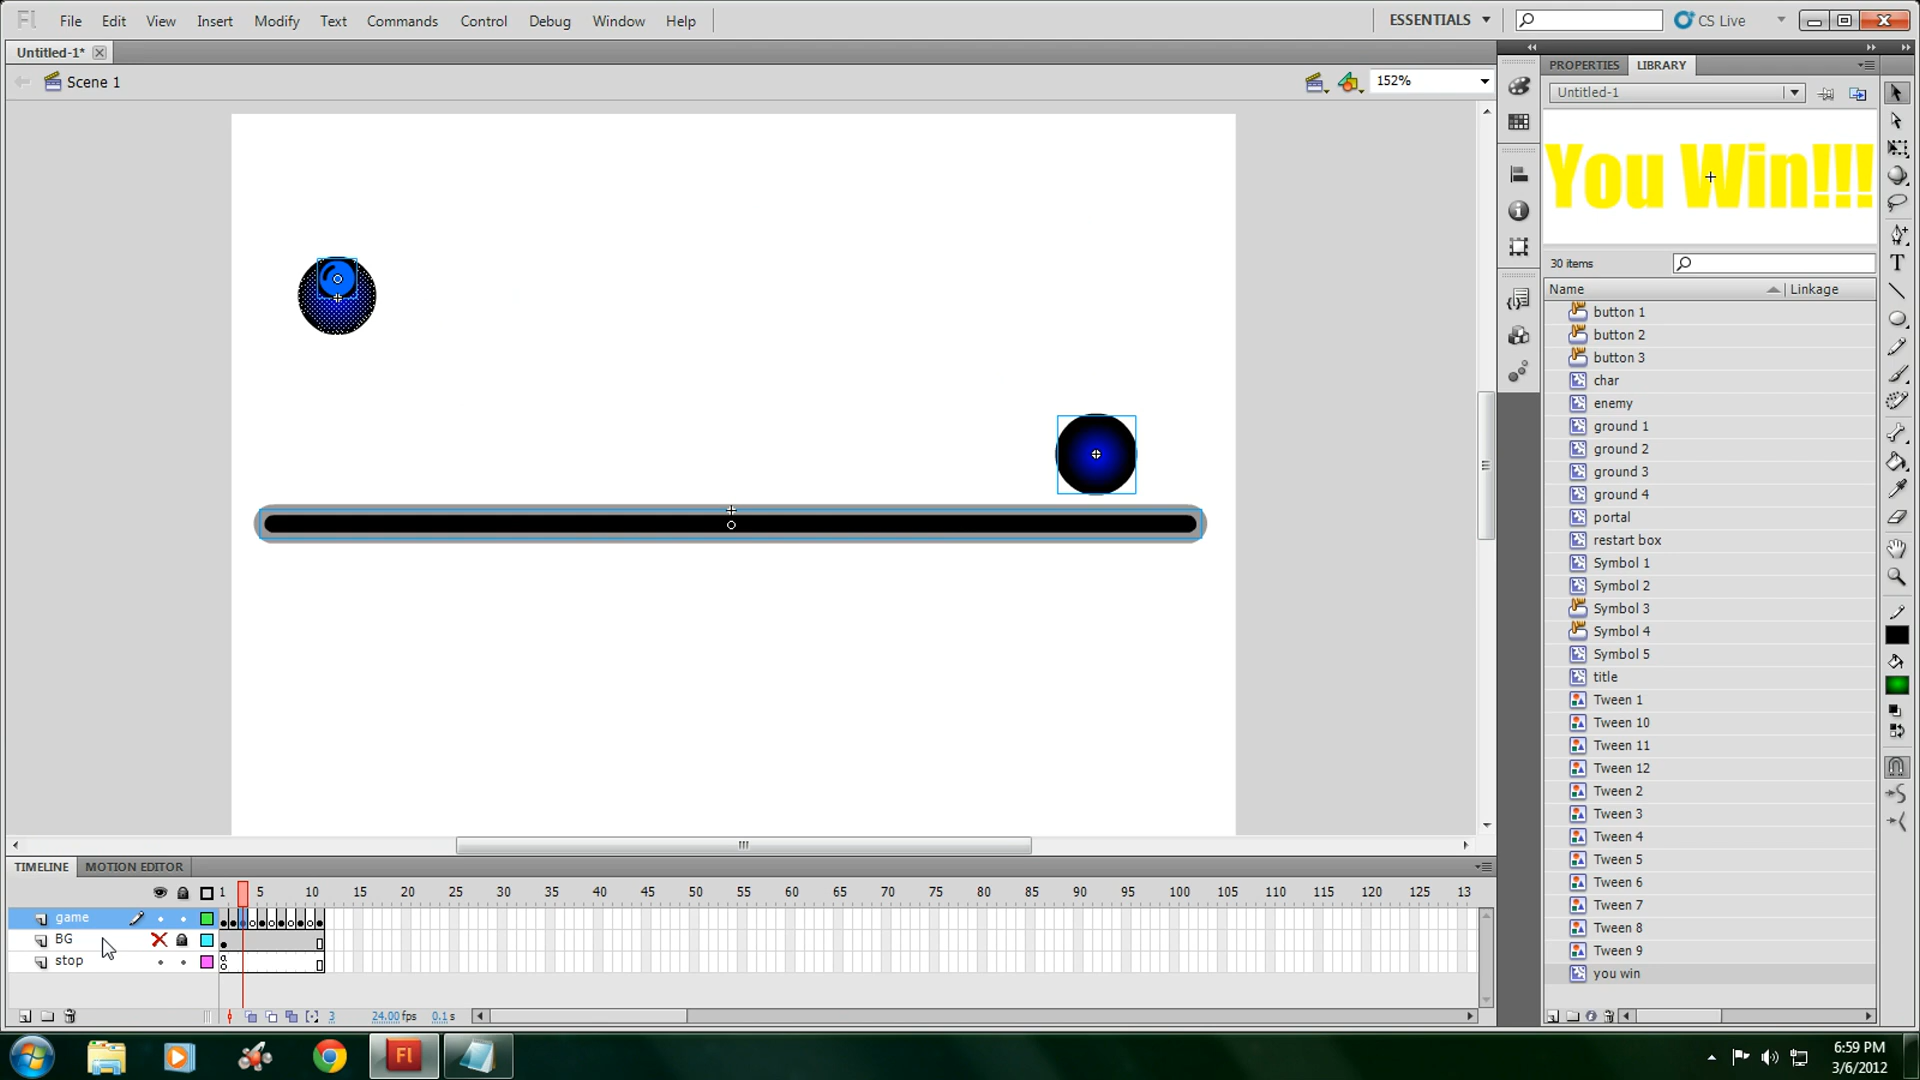 Fl File Edit View Insert Modify Text Commands Control Debug Window Help ESSENTIALS CS Live
Untitled-1*
Scene 1 152%
PROPERTIES LIBRARY
Untitled-1
You Win!!!
30 items
Name Linkage
button 1
button 2
button 3
char
enemy
ground 1
ground 2
ground 3
ground 4
portal
restart box
Symbol 1
Symbol 2
Symbol 3
Symbol 4
Symbol 5
title
Tween 1
Tween 10
Tween 11
Tween 12
Tween 2
Tween 3
Tween 4
Tween 5
Tween 6
Tween 7
Tween 8
Tween 9
you win
TIMELINE MOTION EDITOR
1 5 10 15 20 25 30 35 40 45 50 55 60 65 70 75 80 85 90 95 100 105 110 115 120 125 13
game
BG
stop
3 24.00 fps 0.1 s
Fl
6:59 PM
3/6/2012